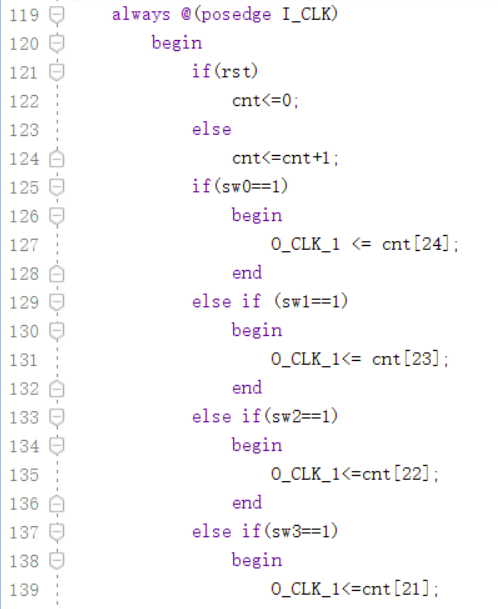 119 always @(posedge I_CLK)
120 begin
121 if(rst)
122 cnt<=0;
123 else
124 cnt<=cnt+1;
125 if(sw0==1)
126 begin
127 O_CLK_1 <= cnt[24];
128 end
129 else if (sw1==1)
130 begin
131 O_CLK_1<= cnt[23];
132 end
133 else if(sw2==1)
134 begin
135 O_CLK_1<=cnt[22];
136 end
137 else if(sw3==1)
138 begin
139 O_CLK_1<=cnt[21];